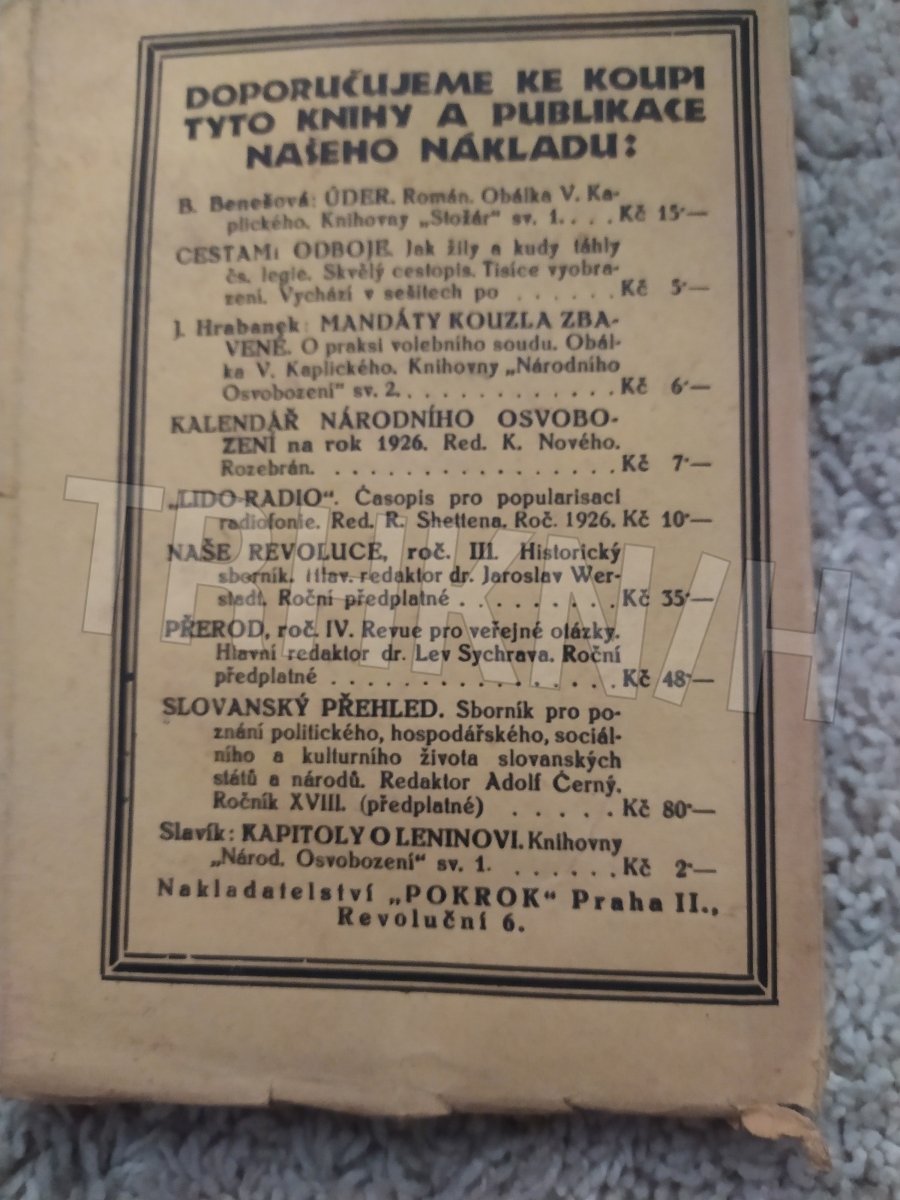 DOPORUČUJEME KE KOUPI
TYTO KNIHY A PUBLIKACE
NAŠEHO NÁKLADU:
B. Benešová: ÚDER. Román. Obálka V. Ka-
plického. Knihovny „Stožár" sv. 1. . . . Kč 15·—
CESTAMI ODBOJE. Jak žily a kudy táhly
čs. legie. Skvělý cestopis. Tisíce vyobra-
zení. Vychází v sešitech po . . . . . . Kč 5·—
J. Hrabanek: MANDÁTY KOUZLA ZBA-
VENÉ. O praksi volebního soudu. Obál-
ka V. Kaplického. Knihovny „Národního
Osvobození" sv. 2. . . . . . . . . . . . . Kč 6·—
KALENDÁŘ NÁRODNÍHO OSVOBO-
ZENÍ na rok 1926. Red. K. Nového.
Rozebrán. . . . . . . . . . . . . . . . . Kč 7·—
„LIDO-RADIO". Časopis pro popularisaci
radiofonie. Red. R. Shettena. Roč. 1926. Kč 10·—
NAŠE REVOLUCE, roč. III. Historický
sborník. Hlav. redaktor dr. Jaroslav Wer-
stadt. Roční předplatné . . . . . . . . . Kč 35·—
PŘEROD, roč. IV. Revue pro veřejné otázky.
Hlavní redaktor dr. Lev Sychrava. Roční
předplatné . . . . . . . . . . . . . . . . Kč 48·—
SLOVANSKÝ PŘEHLED. Sborník pro po-
znání politického, hospodářského, sociál-
ního a kulturního života slovanských
států a národů. Redaktor Adolf Černý.
Ročník XVIII. (předplatné) . . . . . Kč 80·—
Slavík: KAPITOLY O LENINOVI. Knihovny
„Národ. Osvobození" sv. 1. . . . . . . Kč 2·—
Nakladatelství „POKROK" Praha II.,
Revoluční 6.
TRHKNIH